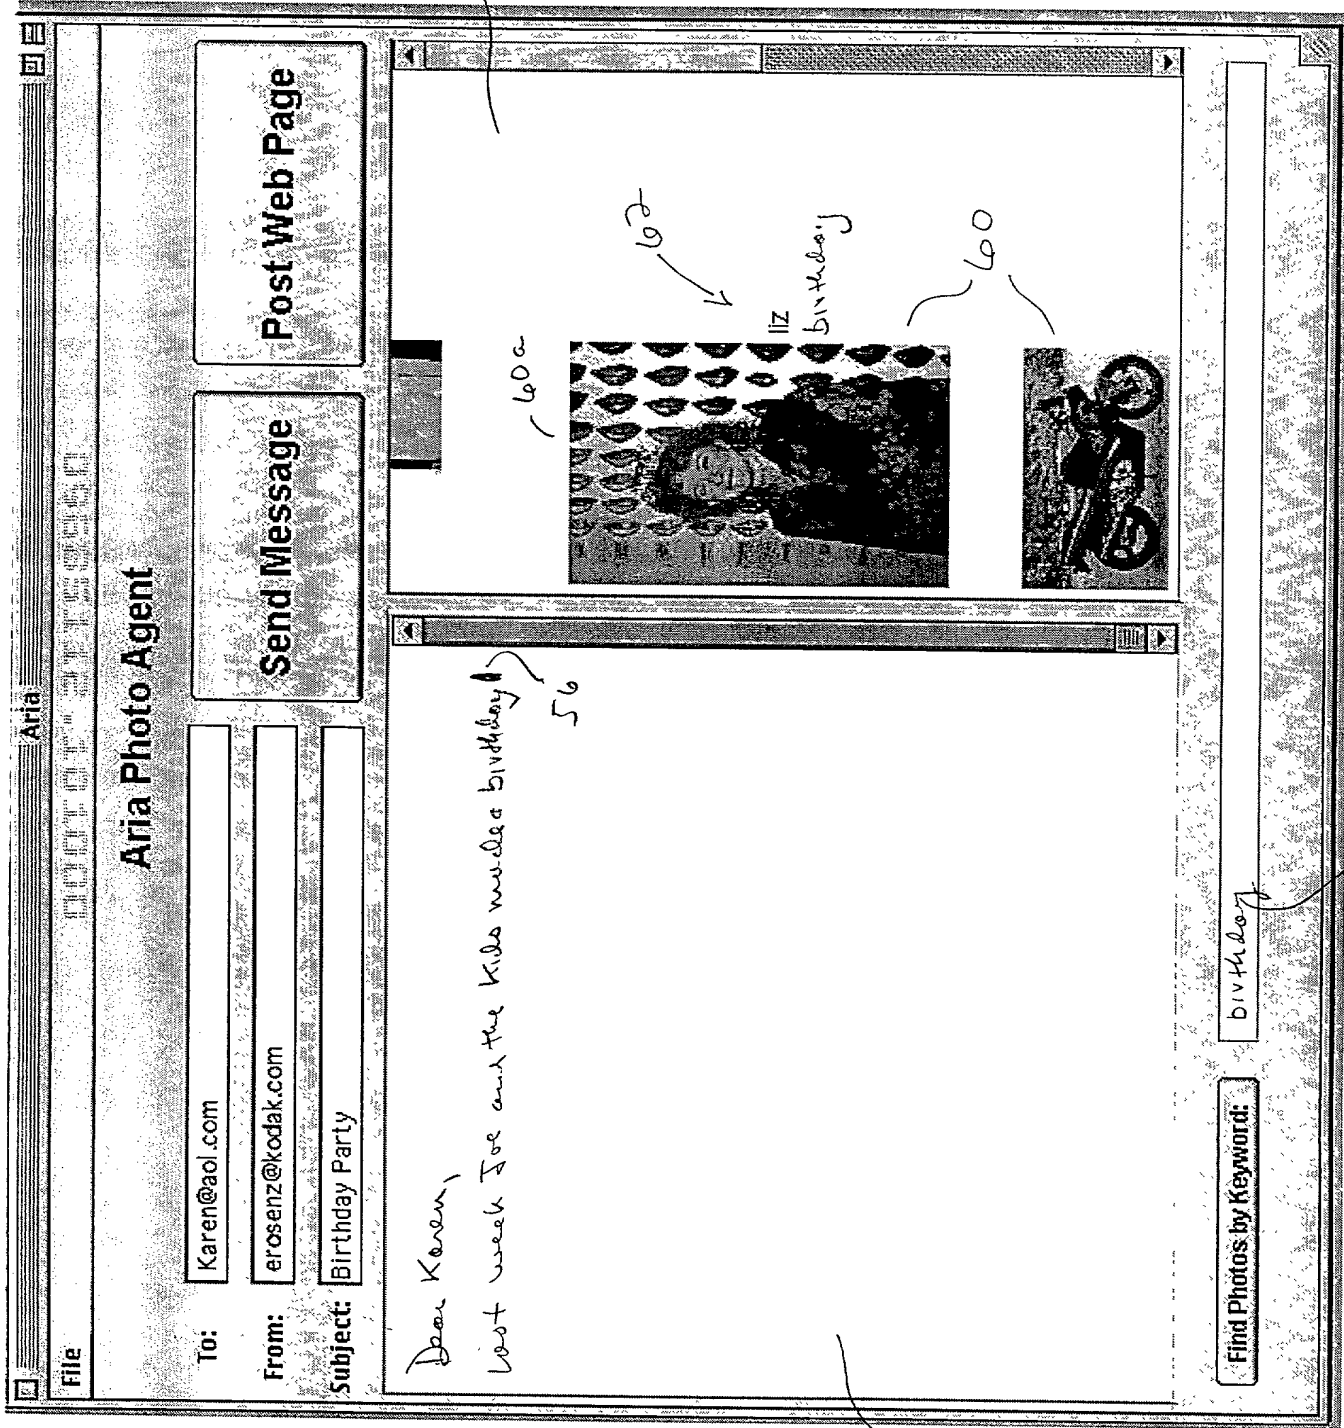 Aria
File
Aria Photo Agent
To: Karen@aol.com
From: erosenz@kodak.com
Subject: Birthday Party
Send Message
Post Web Page
Dear Karen,
Last week Joe and the kids made a birthday
56
60a
62
liz
birthday
60
Find Photos by Keyword: birthday